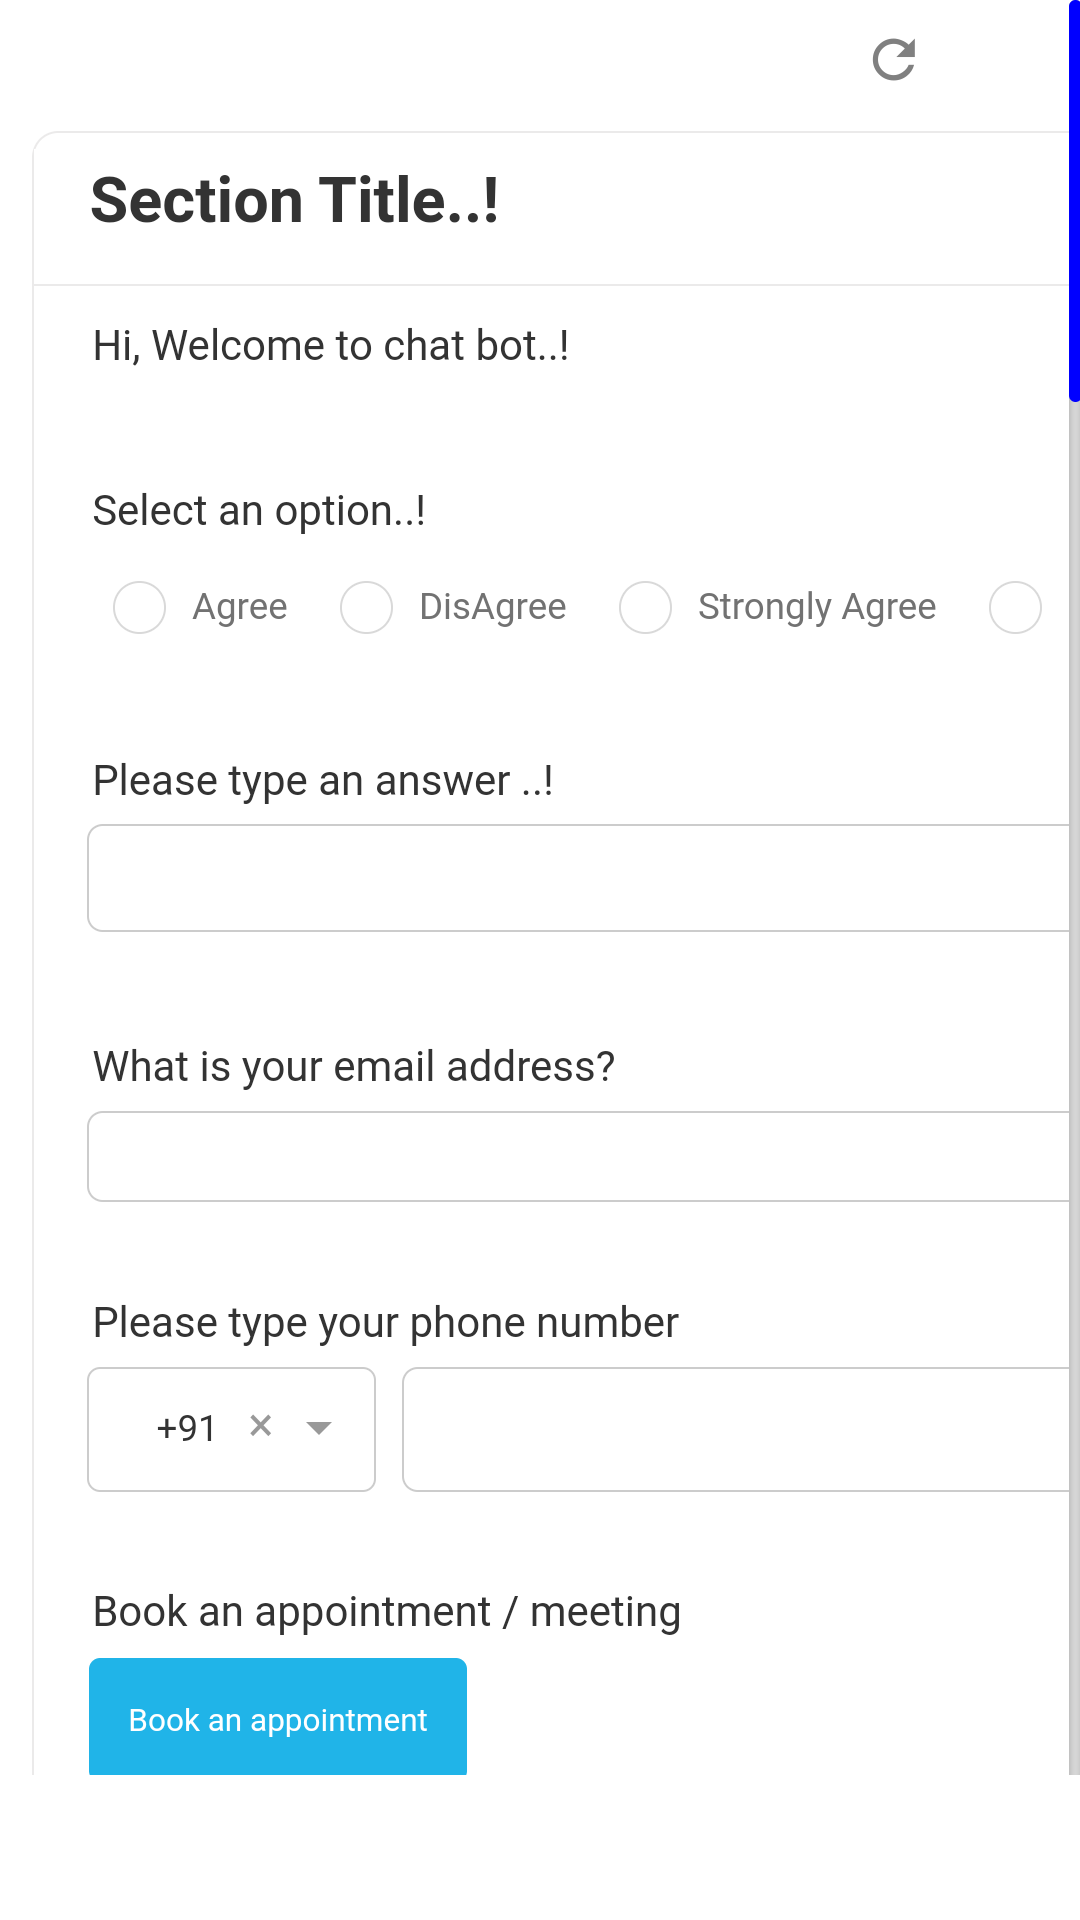 Section Title..!
Hi, Welcome to chat bot..!
Select an option..!
Agree DisAgree Strongly Agree
Please type an answer ..!
What is your email address?
Please type your phone number
+91 ×
Book an appointment / meeting
Book an appointment